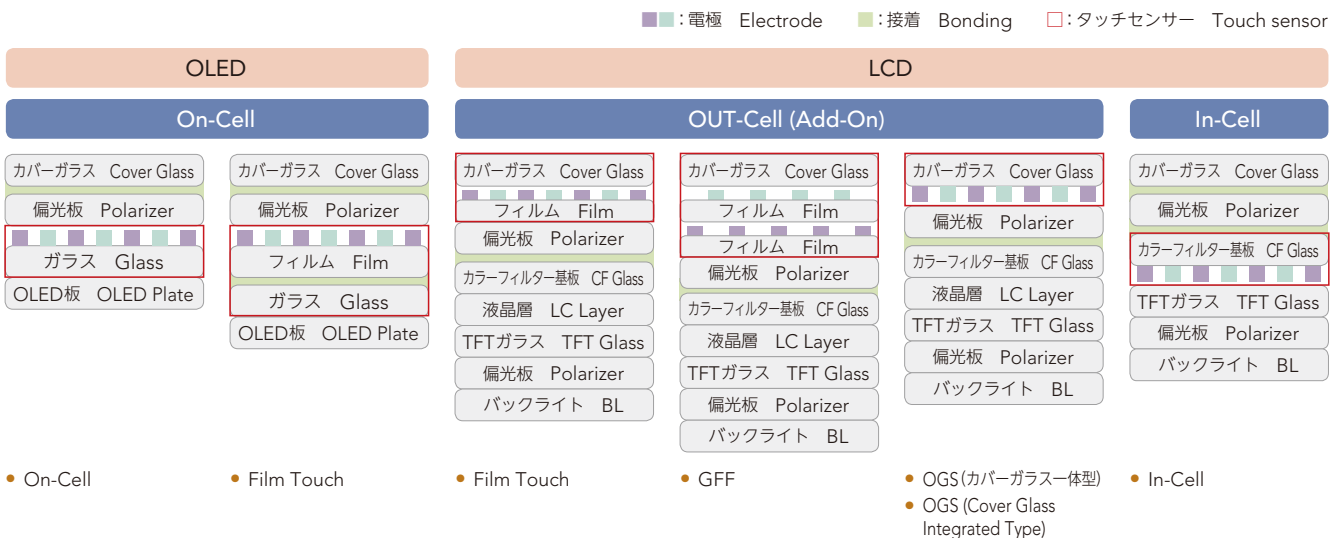 :電極 Electrode :接着 Bonding :タッチセンサー Touch sensor
OLED
LCD
On-Cell
OUT-Cell (Add-On)
In-Cell
カバーガラス Cover Glass
偏光板 Polarizer
ガラス Glass
OLED板 OLED Plate
• On-Cell
カバーガラス Cover Glass
偏光板 Polarizer
フィルム Film
ガラス Glass
OLED板 OLED Plate
• Film Touch
カバーガラス Cover Glass
フィルム Film
偏光板 Polarizer
カラーフィルター基板 CF Glass
液晶層 LC Layer
TFTガラス TFT Glass
偏光板 Polarizer
バックライト BL
• Film Touch
カバーガラス Cover Glass
フィルム Film
フィルム Film
偏光板 Polarizer
カラーフィルター基板 CF Glass
液晶層 LC Layer
TFTガラス TFT Glass
偏光板 Polarizer
バックライト BL
• GFF
カバーガラス Cover Glass
偏光板 Polarizer
カラーフィルター基板 CF Glass
液晶層 LC Layer
TFTガラス TFT Glass
偏光板 Polarizer
バックライト BL
• OGS(カバーガラス一体型)
• OGS (Cover Glass
Integrated Type)
カバーガラス Cover Glass
偏光板 Polarizer
カラーフィルター基板 CF Glass
TFTガラス TFT Glass
偏光板 Polarizer
バックライト BL
• In-Cell